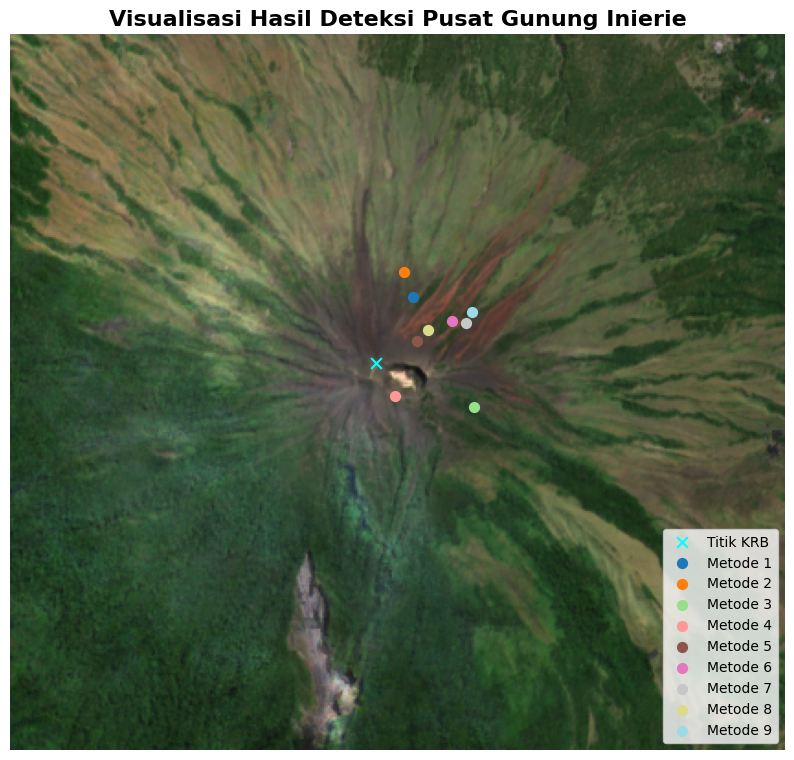 Visualisasi Hasil Deteksi Pusat Gunung Inierie
Titik KRB
Metode 1
Metode 2
Metode 3
Metode 4
Metode 5
Metode 6
Metode 7
Metode 8
Metode 9